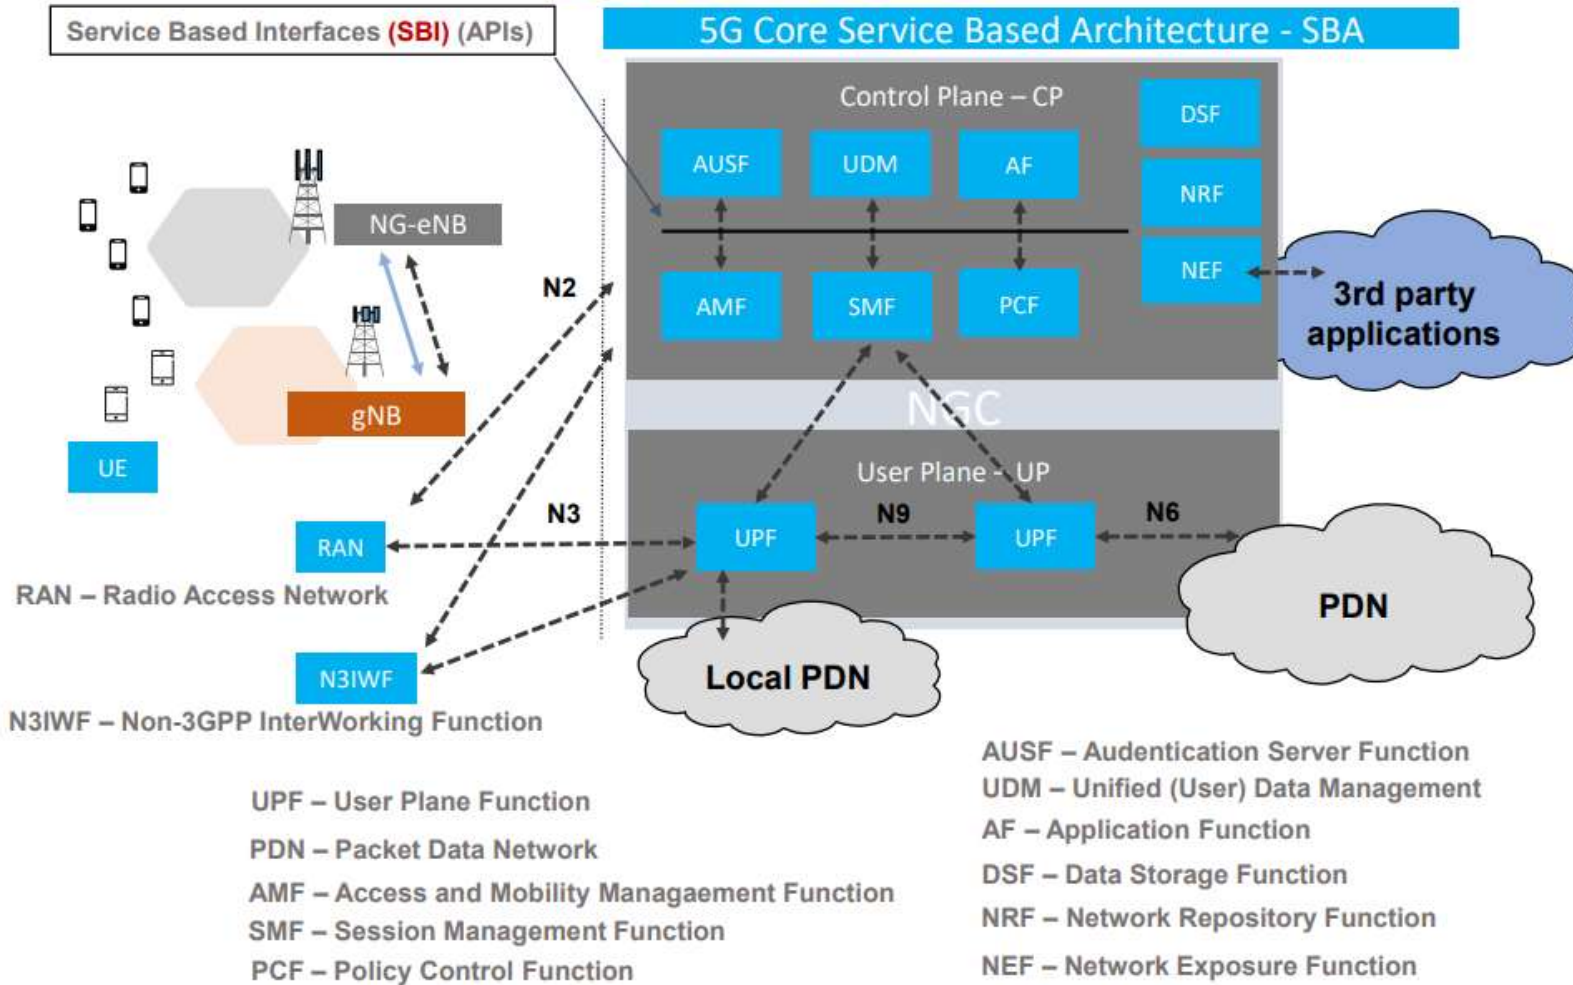 Service Based Interfaces (SBI) (APIs)
5G Core Service Based Architecture - SBA
Control Plane – CP
DSF
AUSF
UDM
AF
NRF
NG-eNB
NEF
N2
AMF
SMF
PCF
3rd party
applications
NGC
gNB
UE
User Plane - UP
N3
N9
N6
RAN
UPF
UPF
RAN – Radio Access Network
PDN
N3IWF
Local PDN
N3IWF – Non-3GPP InterWorking Function
UPF – User Plane Function
PDN – Packet Data Network
AMF – Access and Mobility Managaement Function
SMF – Session Management Function
PCF – Policy Control Function
AUSF – Audentication Server Function
UDM – Unified (User) Data Management
AF – Application Function
DSF – Data Storage Function
NRF – Network Repository Function
NEF – Network Exposure Function